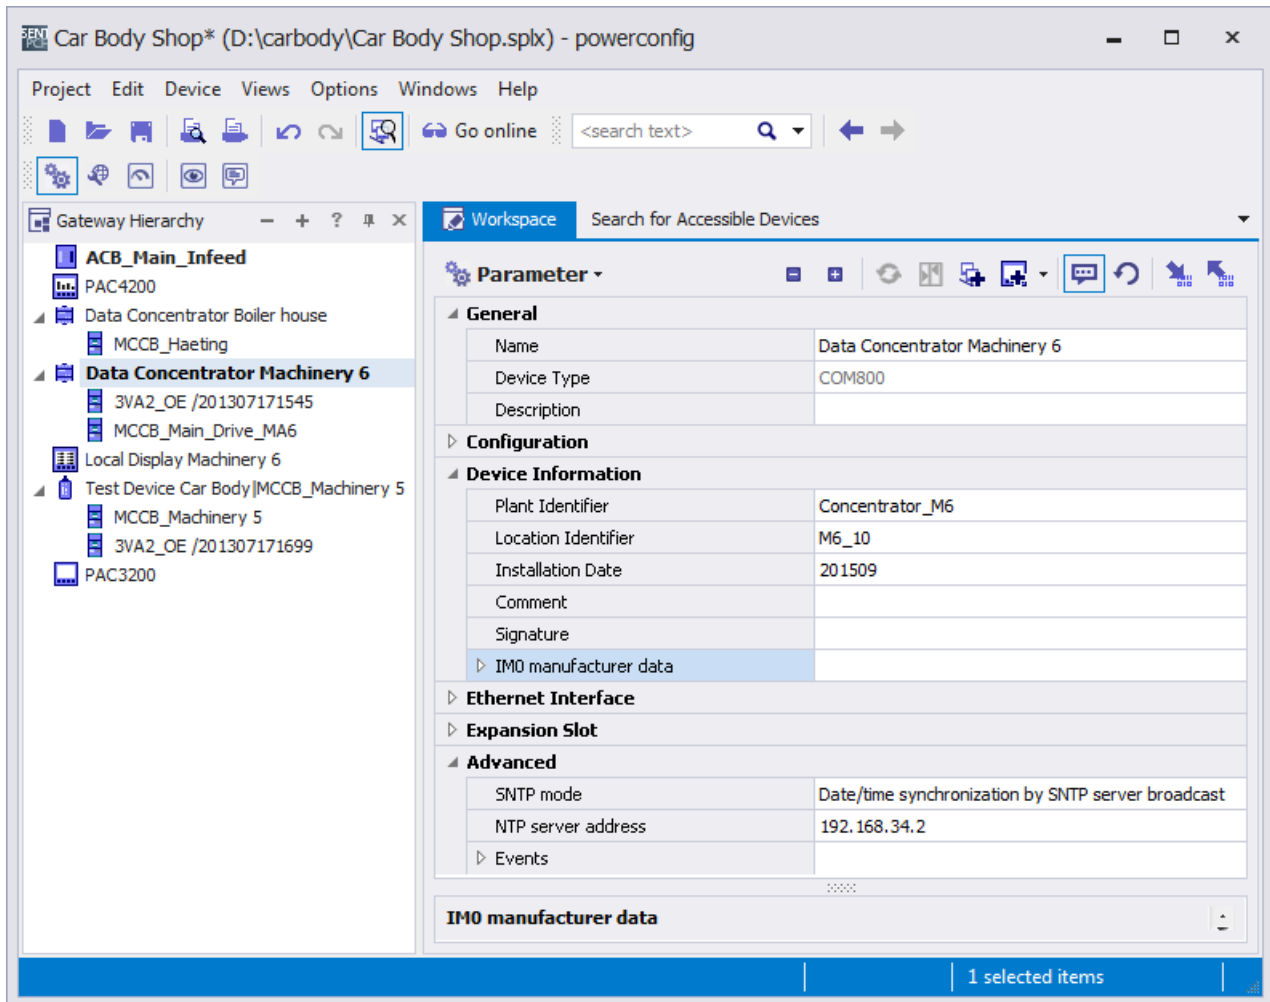 Car Body Shop* (D:\carbody\Car Body Shop.splx) - powerconfig
Project Edit Device Views Options Windows Help
Go online <search text>
Gateway Hierarchy
ACB_Main_Infeed
PAC4200
Data Concentrator Boiler house
MCCB_Haeting
Data Concentrator Machinery 6
3VA2_OE /201307171545
MCCB_Main_Drive_MA6
Local Display Machinery 6
Test Device Car Body|MCCB_Machinery 5
MCCB_Machinery 5
3VA2_OE /201307171699
PAC3200
Workspace Search for Accessible Devices
Parameter
General
Name Data Concentrator Machinery 6
Device Type COM800
Description
Configuration
Device Information
Plant Identifier Concentrator_M6
Location Identifier M6_10
Installation Date 201509
Comment
Signature
IM0 manufacturer data
Ethernet Interface
Expansion Slot
Advanced
SNTP mode Date/time synchronization by SNTP server broadcast
NTP server address 192.168.34.2
Events
IM0 manufacturer data
1 selected items